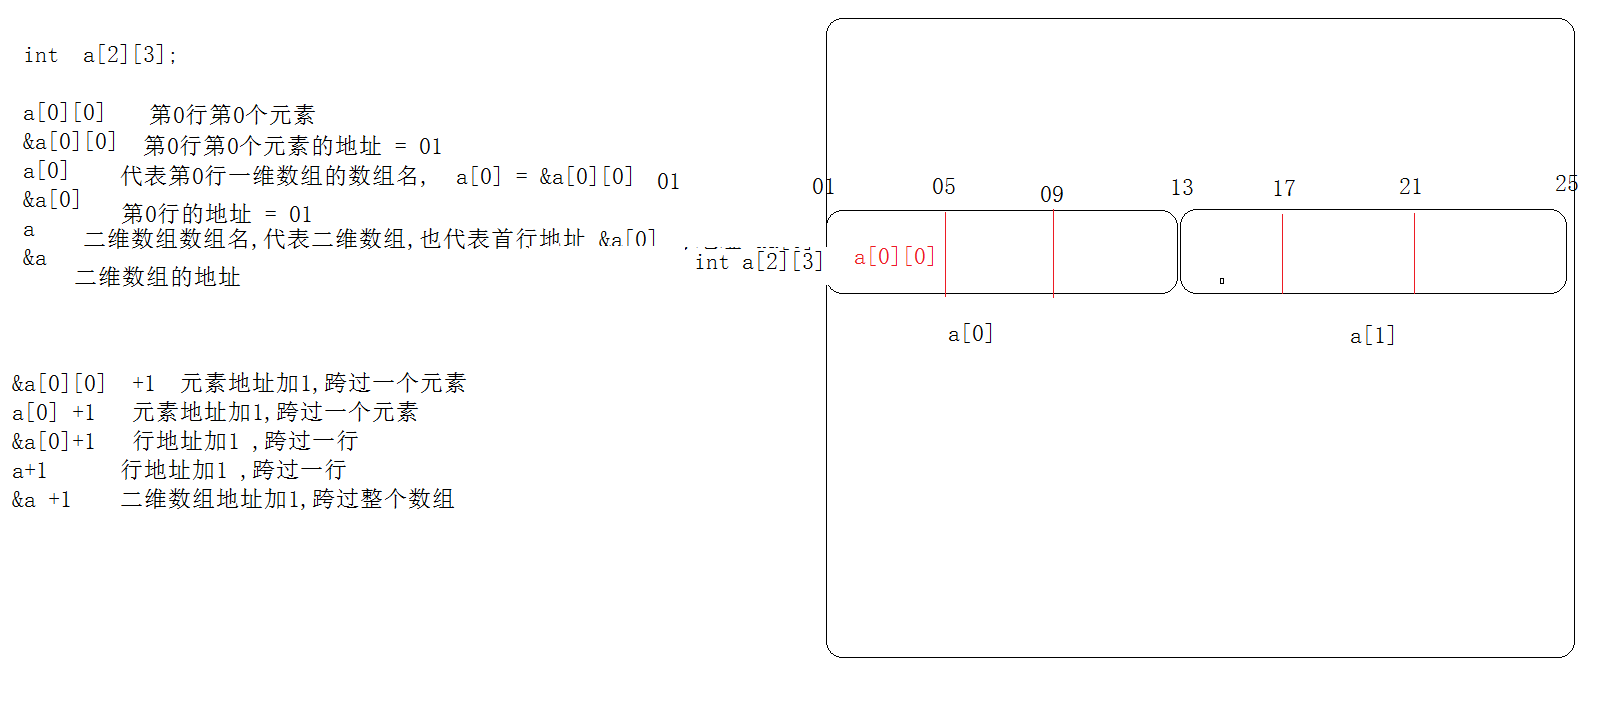 int  a[2][3];
a[0][0]   第0行第0个元素
&a[0][0]  第0行第0个元素的地址 = 01
a[0]    代表第0行一维数组的数组名,  a[0] = &a[0][0]  01
&a[0]   第0行的地址 = 01
a    二维数组数组名,代表二维数组,也代表首行地址 &a[0]
&a  二维数组的地址
&a[0][0]  +1  元素地址加1,跨过一个元素
a[0] +1   元素地址加1,跨过一个元素
&a[0]+1   行地址加1 ,跨过一行
a+1      行地址加1 ,跨过一行
&a +1    二维数组地址加1,跨过整个数组
01 05 09 13 17 21 25
int a[2][3] a[0][0]
a[0] a[1]